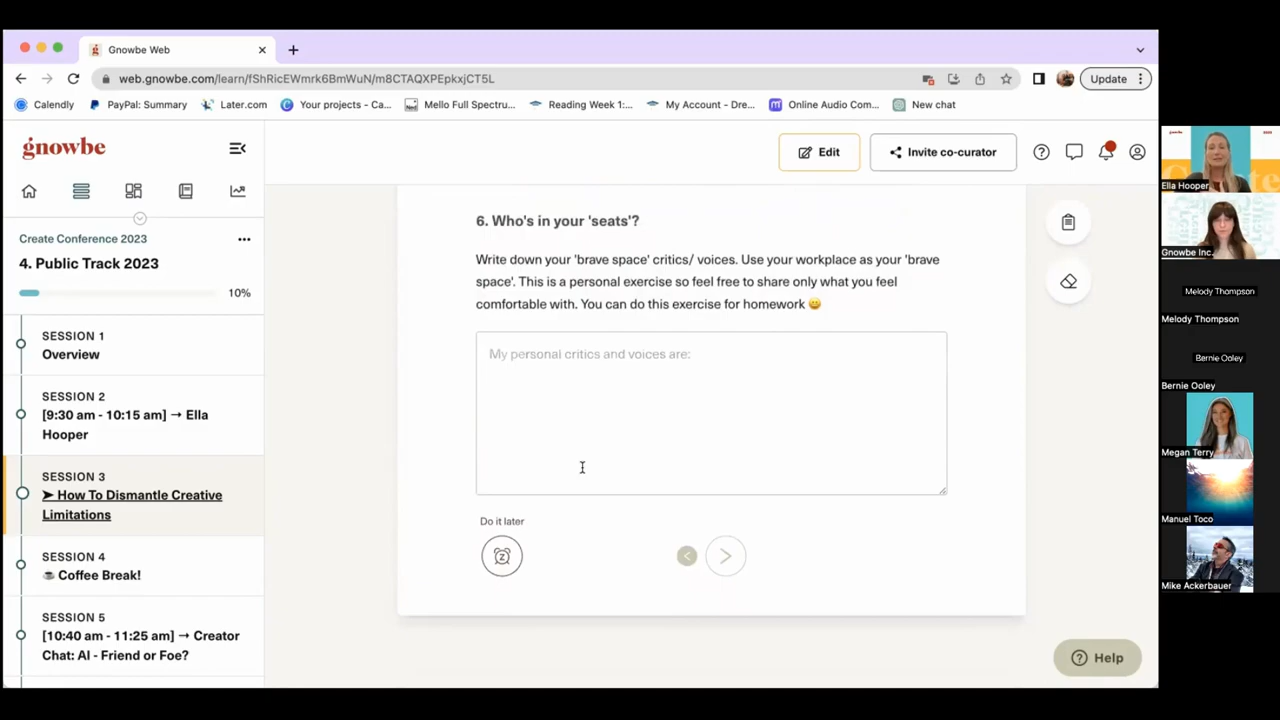 Gnowbe Web
web.gnowbe.com/learn/fShRicEWmrk6BmWuN/m8CTAQXPEpkxjCT5L
Update
Calendly
PayPal: Summary
Later.com
Your projects - Ca...
Mello Full Spectru...
Reading Week 1:...
My Account - Dre...
Online Audio Com...
New chat
gnowbe
Edit
Invite co-curator
Create Conference 2023
4. Public Track 2023
10%
SESSION 1
Overview
SESSION 2
[9:30 am - 10:15 am] → Ella
Hooper
SESSION 3
➤ How To Dismantle Creative
Limitations
SESSION 4
☕ Coffee Break!
SESSION 5
[10:40 am - 11:25 am] → Creator
Chat: AI - Friend or Foe?
6. Who's in your 'seats'?
Write down your 'brave space' critics/ voices. Use your workplace as your 'brave
space'. This is a personal exercise so feel free to share only what you feel
comfortable with. You can do this exercise for homework 😀
My personal critics and voices are:
Do it later
Help
Ella Hooper
Gnowbe Inc.
Melody Thompson
Melody Thompson
Bernie Ooley
Bernie Ooley
Megan Terry
Manuel Toco
Mike Ackerbauer